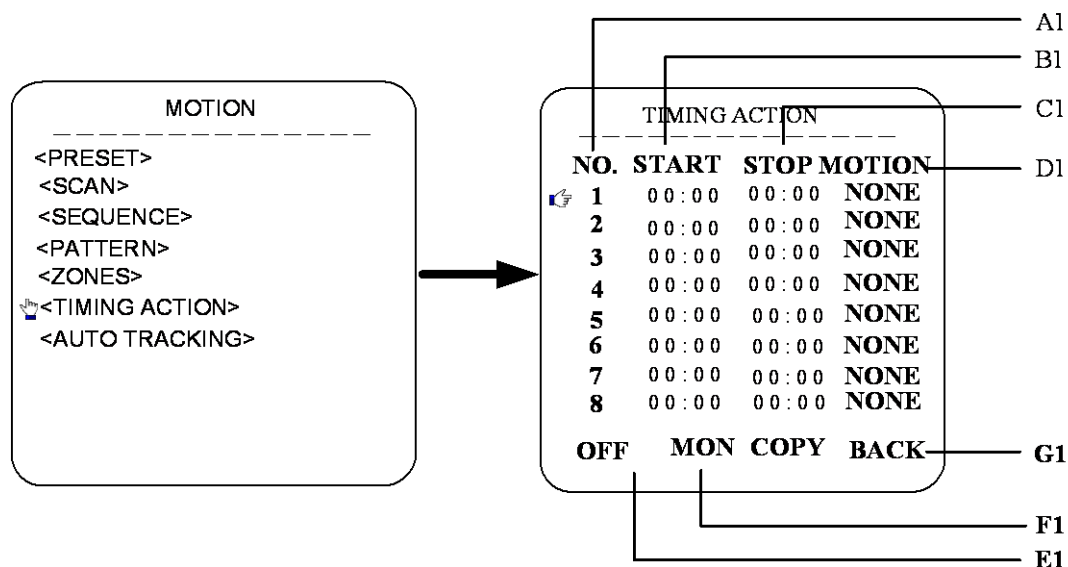 MOTION
<PRESET>
<SCAN>
<SEQUENCE>
<PATTERN>
<ZONES>
<TIMING ACTION>
<AUTO TRACKING>
TIMING ACTION
NO. START STOP MOTION
1 00:00 00:00 NONE
2 00:00 00:00 NONE
3 00:00 00:00 NONE
4 00:00 00:00 NONE
5 00:00 00:00 NONE
6 00:00 00:00 NONE
7 00:00 00:00 NONE
8 00:00 00:00 NONE
OFF MON COPY BACK
A1
B1
C1
D1
G1
F1
E1